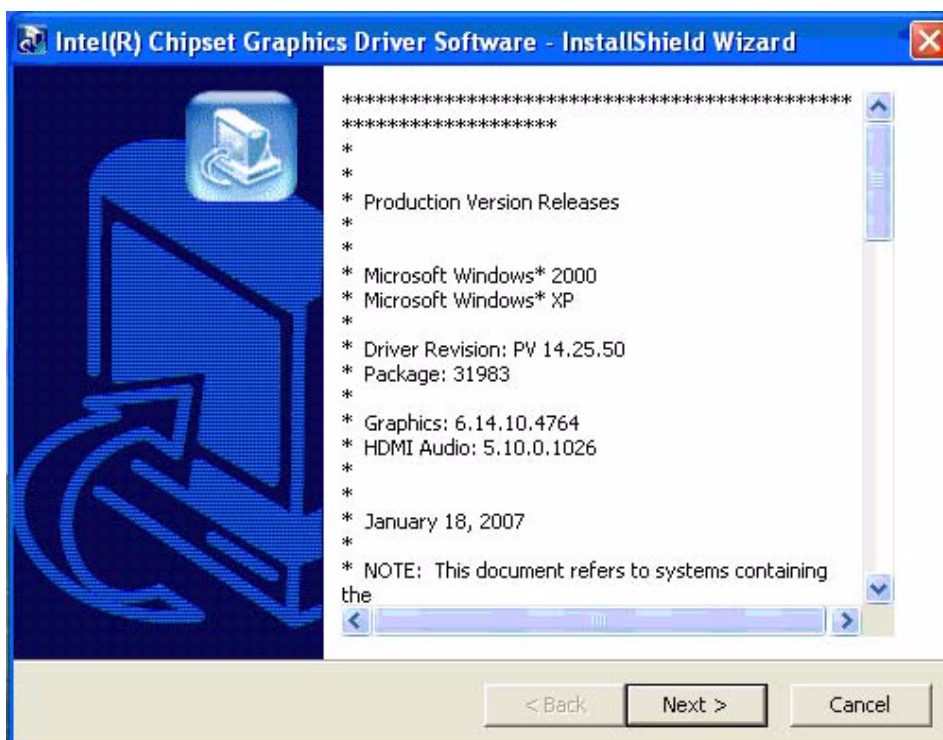 Intel(R) Chipset Graphics Driver Software - InstallShield Wizard
*********************************************
*******************
*
*
* Production Version Releases
*
*
* Microsoft Windows* 2000
* Microsoft Windows* XP
*
* Driver Revision: PV 14.25.50
* Package: 31983
*
* Graphics: 6.14.10.4764
* HDMI Audio: 5.10.0.1026
*
*
* January 18, 2007
*
* NOTE: This document refers to systems containing
the
< Back
Next >
Cancel